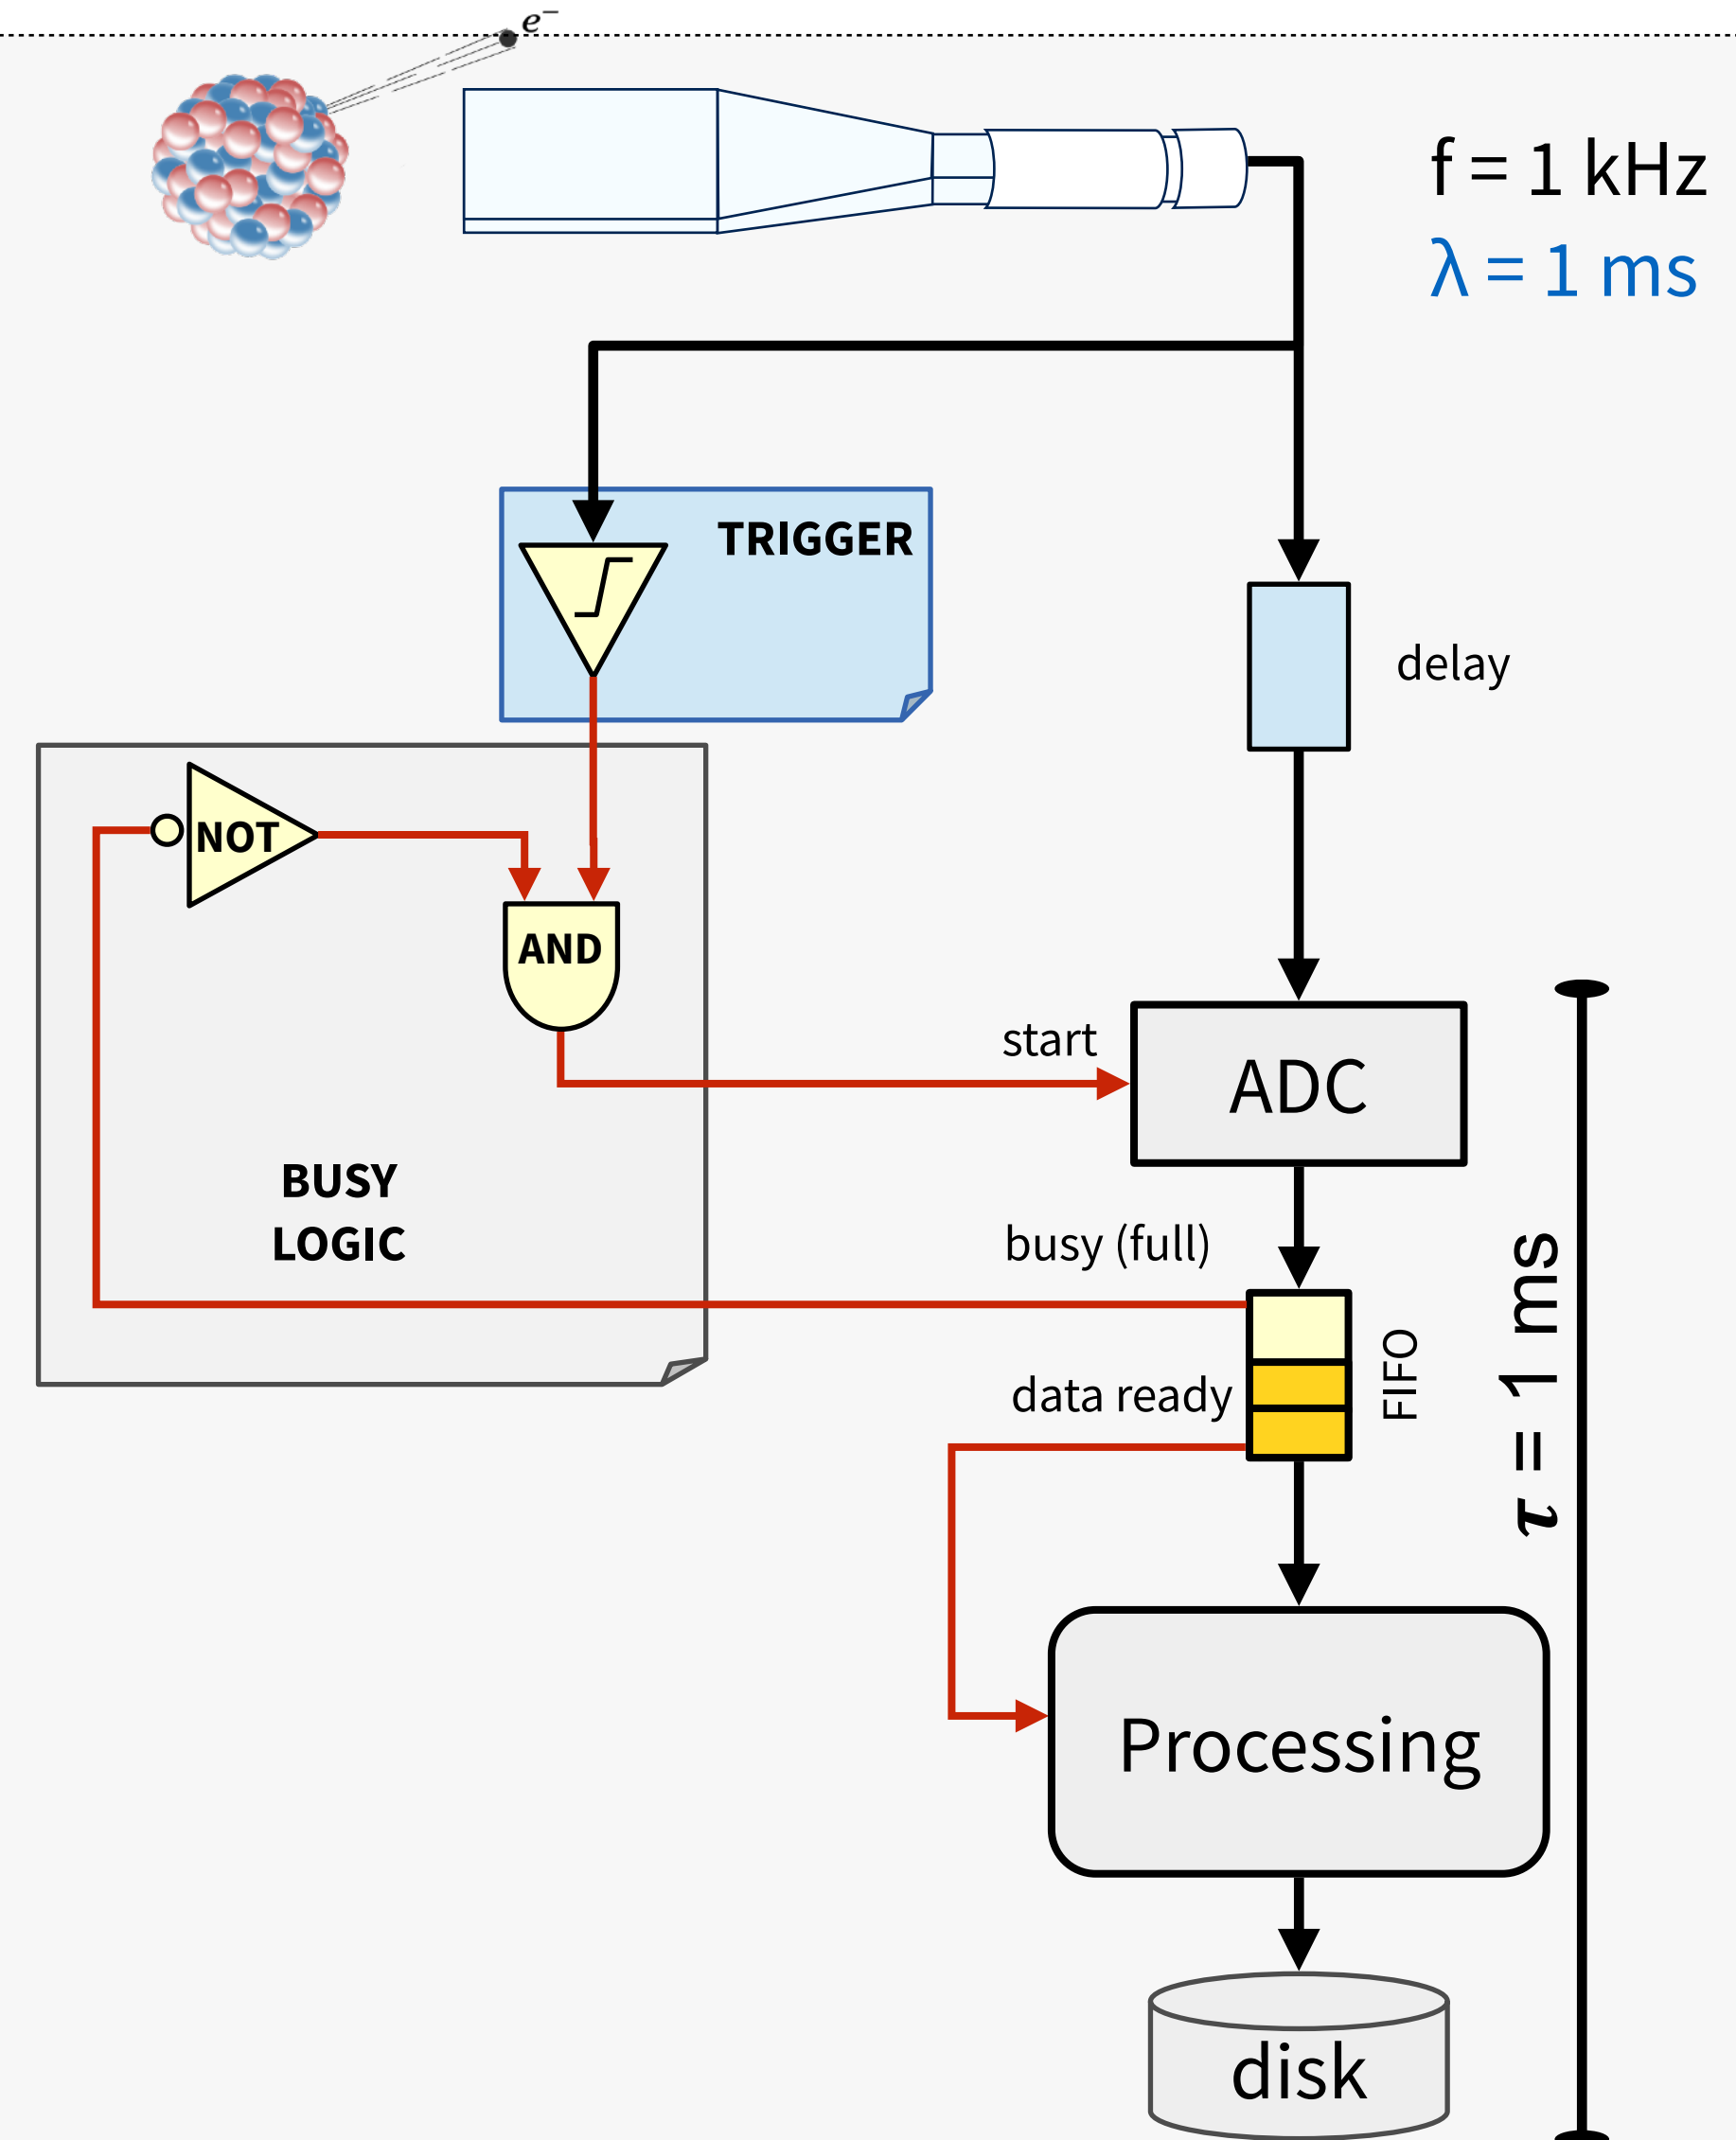 e⁻
f = 1 kHz
λ = 1 ms
TRIGGER
delay
NOT
AND
start
ADC
BUSY
LOGIC
busy (full)
FIFO
data ready
τ = 1 ms
Processing
disk